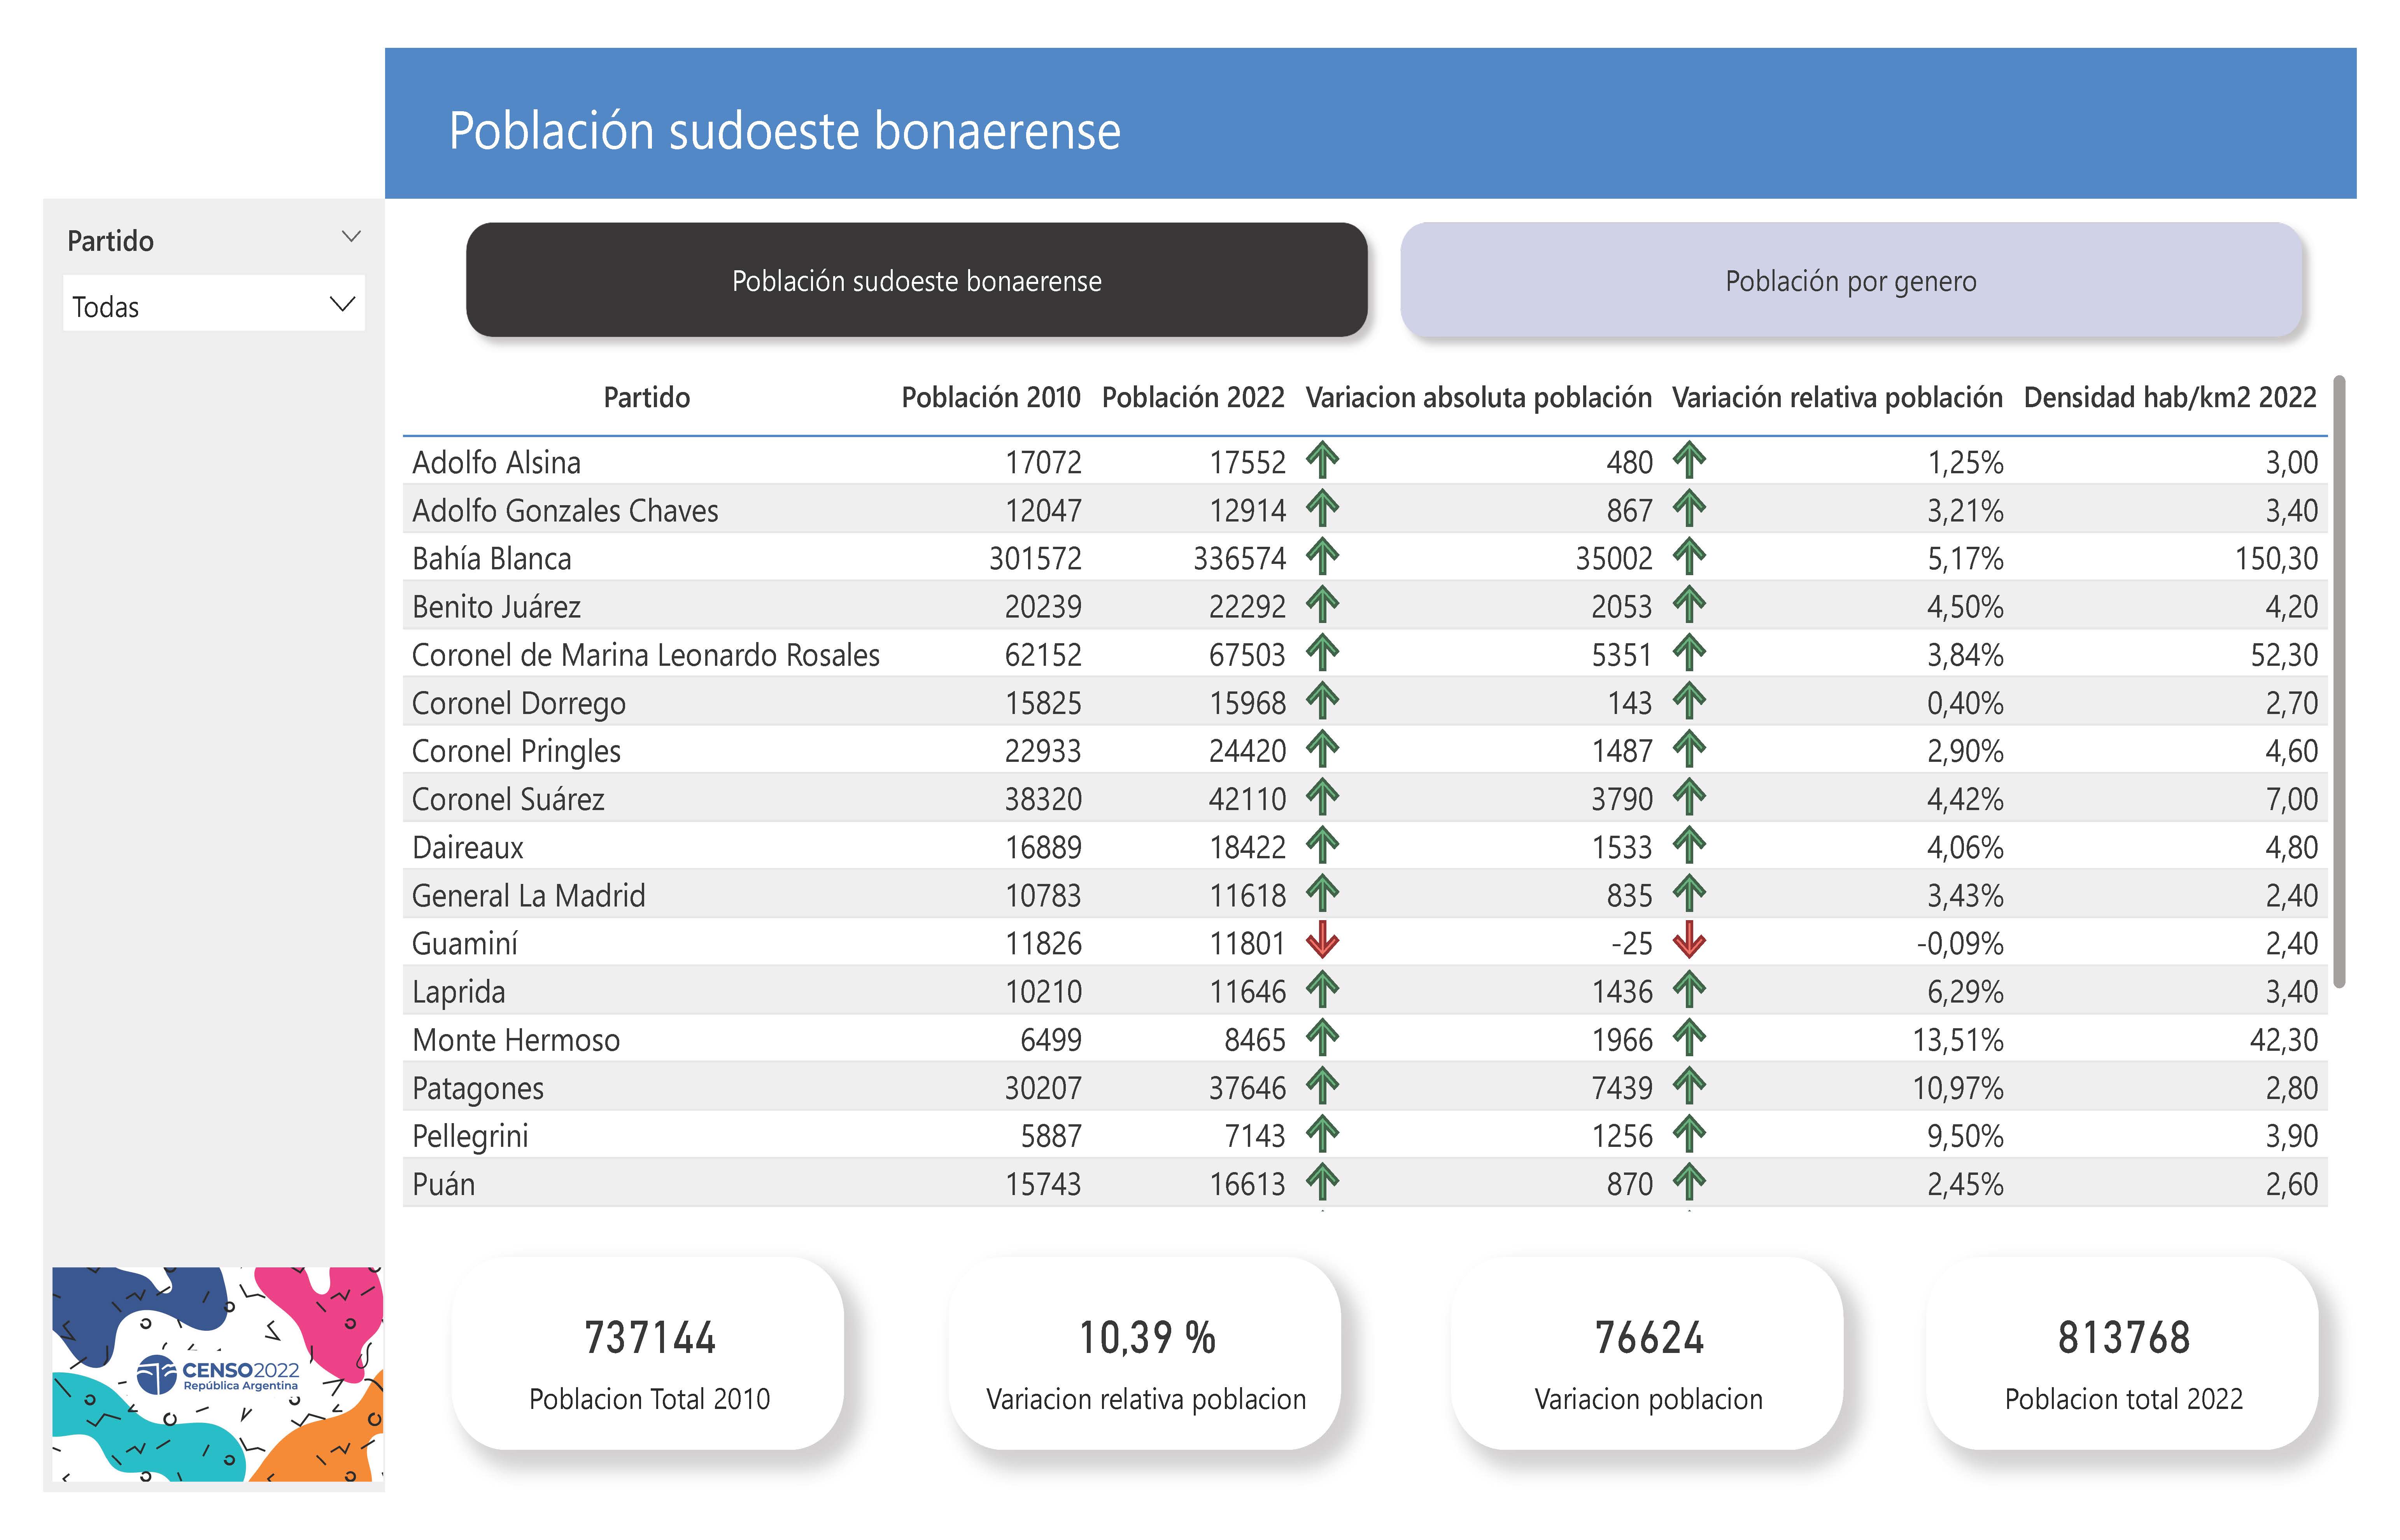 Población sudoeste bonaerense
Partido
Todas
Población sudoeste bonaerense
Población por genero
Partido Población 2010 Población 2022 Variacion absoluta población Variación relativa población Densidad hab/km2 2022
Adolfo Alsina 17072 17552 480 1,25% 3,00
Adolfo Gonzales Chaves 12047 12914 867 3,21% 3,40
Bahía Blanca 301572 336574 35002 5,17% 150,30
Benito Juárez 20239 22292 2053 4,50% 4,20
Coronel de Marina Leonardo Rosales 62152 67503 5351 3,84% 52,30
Coronel Dorrego 15825 15968 143 0,40% 2,70
Coronel Pringles 22933 24420 1487 2,90% 4,60
Coronel Suárez 38320 42110 3790 4,42% 7,00
Daireaux 16889 18422 1533 4,06% 4,80
General La Madrid 10783 11618 835 3,43% 2,40
Guaminí 11826 11801 -25 -0,09% 2,40
Laprida 10210 11646 1436 6,29% 3,40
Monte Hermoso 6499 8465 1966 13,51% 42,30
Patagones 30207 37646 7439 10,97% 2,80
Pellegrini 5887 7143 1256 9,50% 3,90
Puán 15743 16613 870 2,45% 2,60
737144
Poblacion Total 2010
10,39 %
Variacion relativa poblacion
76624
Variacion poblacion
813768
Poblacion total 2022
CENSO2022
República Argentina